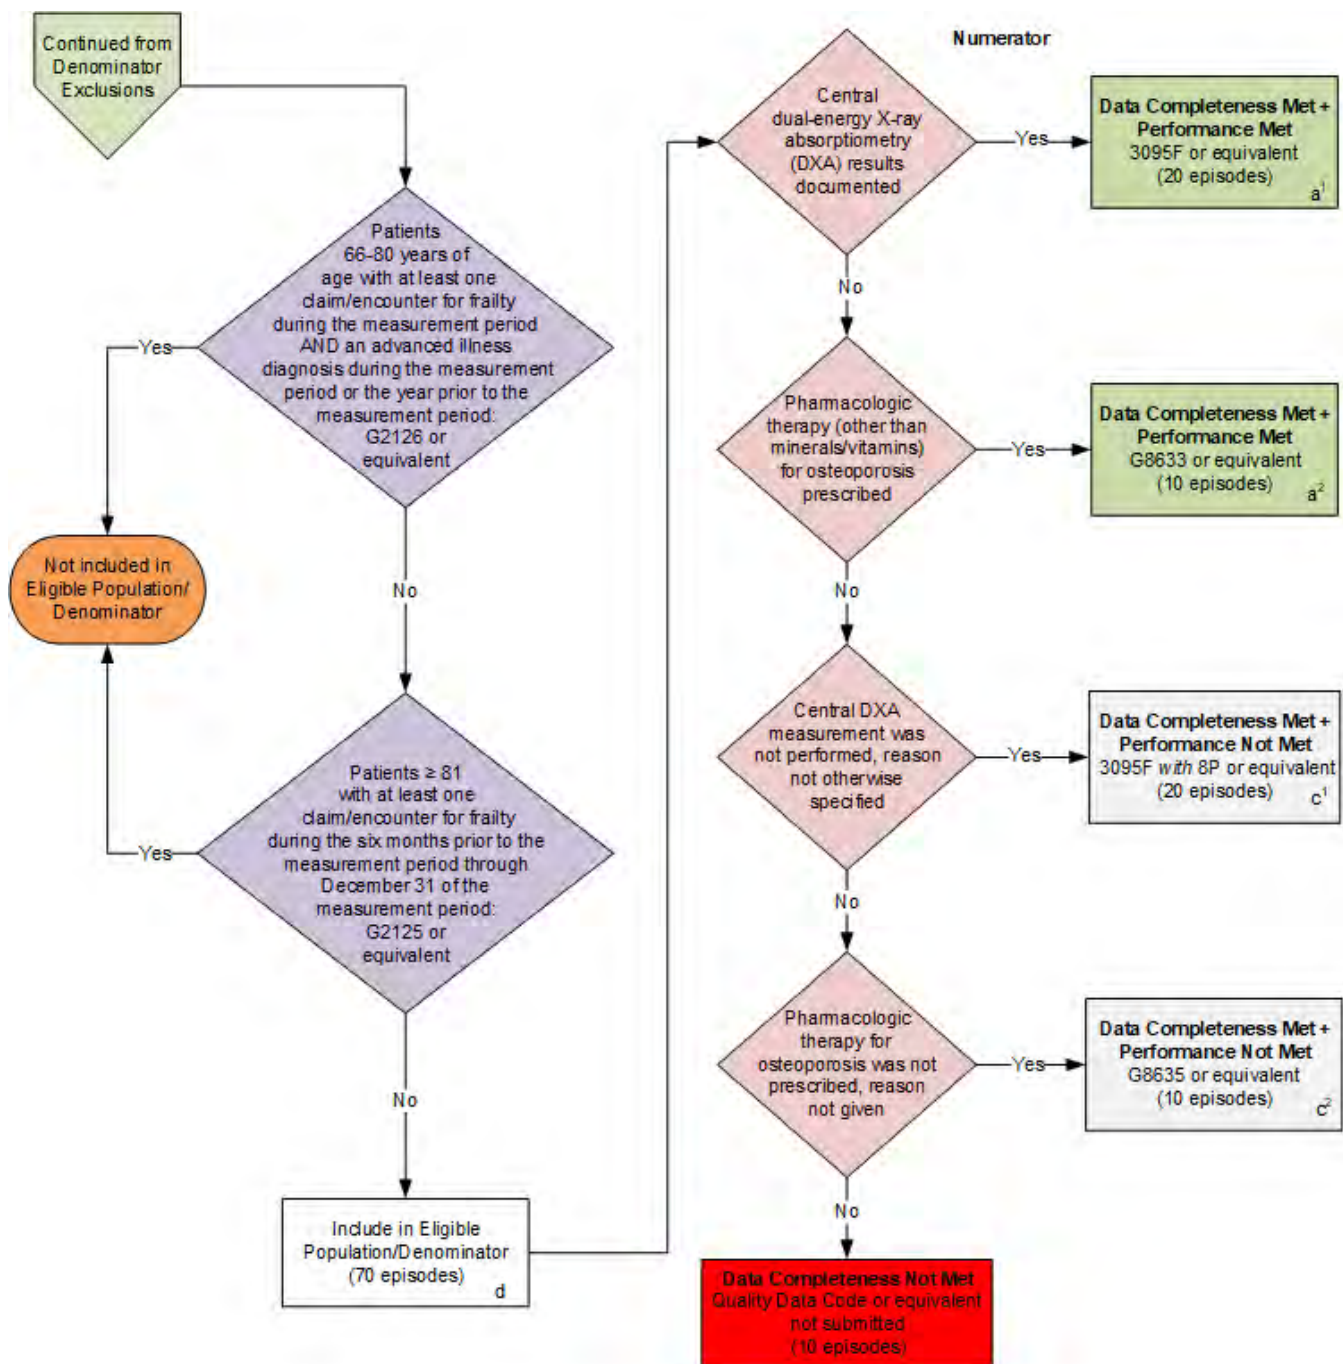 Continued from
Denominator
Exclusions
Patients
66-80 years of
age with at least one
claim/encounter for frailty
during the measurement period
AND an advanced illness
diagnosis during the measurement
period or the year prior to the
measurement period:
G2126 or
equivalent
Yes
No
Not included in
Eligible Population/
Denominator
Patients ≥ 81
with at least one
claim/encounter for frailty
during the six months prior to the
measurement period through
December 31 of the
measurement period:
G2125 or
equivalent
Yes
No
Include in Eligible
Population/Denominator
(70 episodes)
d
Numerator
Central
dual-energy X-ray
absorptiometry
(DXA) results
documented
Yes
Data Completeness Met +
Performance Met
3095F or equivalent
(20 episodes)
a1
No
Pharmacologic
therapy (other than
minerals/vitamins)
for osteoporosis
prescribed
Yes
Data Completeness Met +
Performance Met
G8633 or equivalent
(10 episodes)
a2
No
Central DXA
measurement was
not performed, reason
not otherwise
specified
Yes
Data Completeness Met +
Performance Not Met
3095F with 8P or equivalent
(20 episodes)
c1
No
Pharmacologic
therapy for
osteoporosis was not
prescribed, reason
not given
Yes
Data Completeness Met +
Performance Not Met
G8635 or equivalent
(10 episodes)
c2
No
Data Completeness Not Met
Quality Data Code or equivalent
not submitted
(10 episodes)